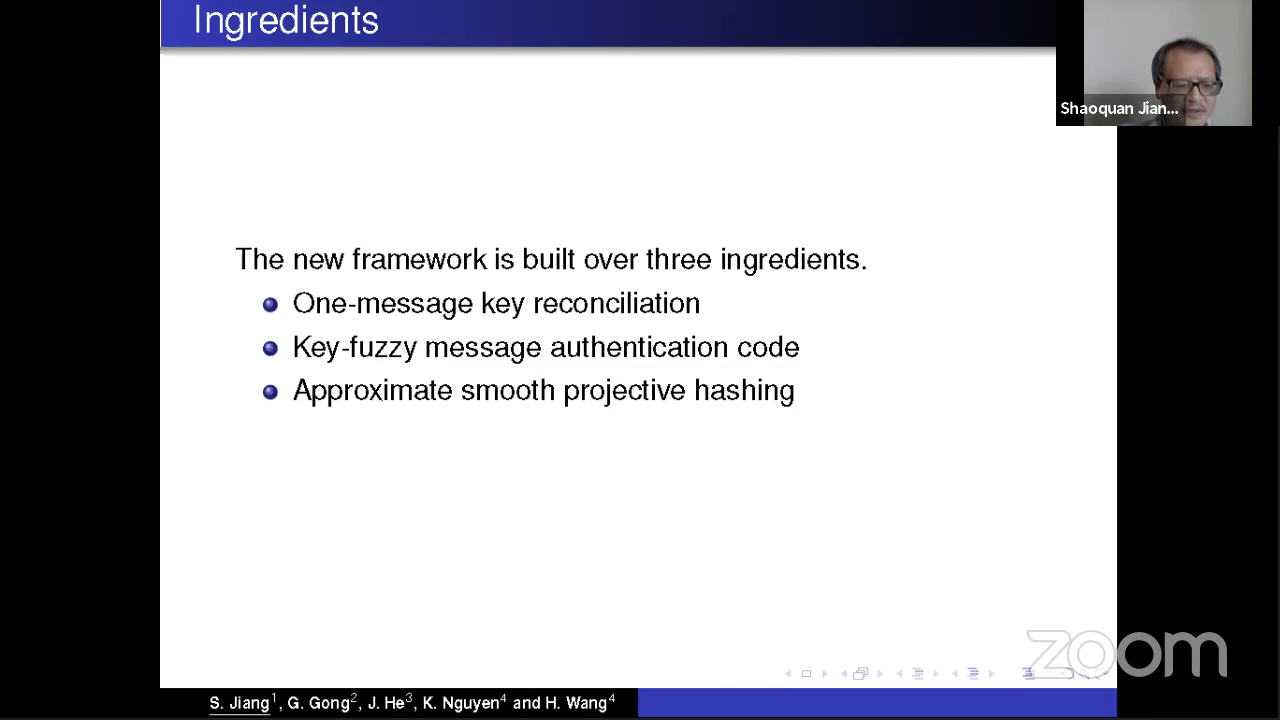 Ingredients
Shaoquan Jian...
The new framework is built over three ingredients.
One-message key reconciliation
Key-fuzzy message authentication code
Approximate smooth projective hashing
zoom
S. Jiang¹, G. Gong², J. He³, K. Nguyen⁴ and H. Wang⁴